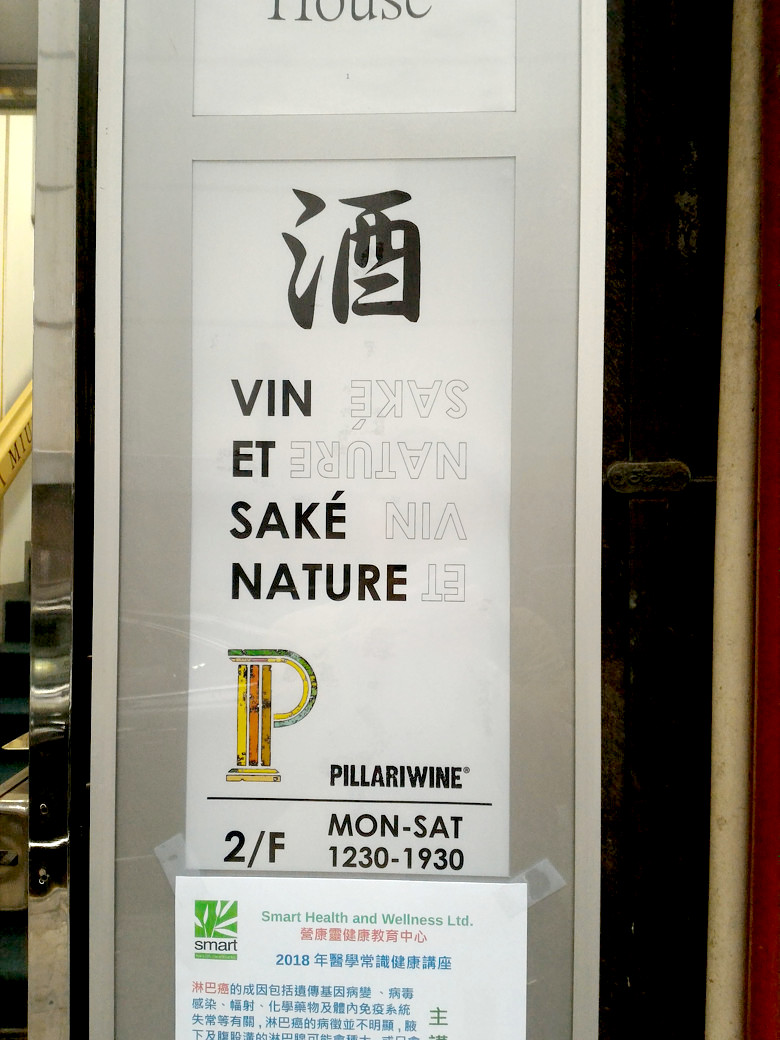 House
酒
VIN
ET
SAKÉ
NATURE
SAKÉ
NATURE
VIN
ET
PILLARIWINE®
2/F
MON-SAT
1230-1930
smart
Smart Health and Wellness Ltd.
營康靈健康教育中心
2018 年醫學常識健康講座
淋巴癌的成因包括遺傳基因病變、病毒
感染、輻射、化學藥物及體內免疫系統
失常等有關,淋巴癌的病徵並不明顯,腋
主